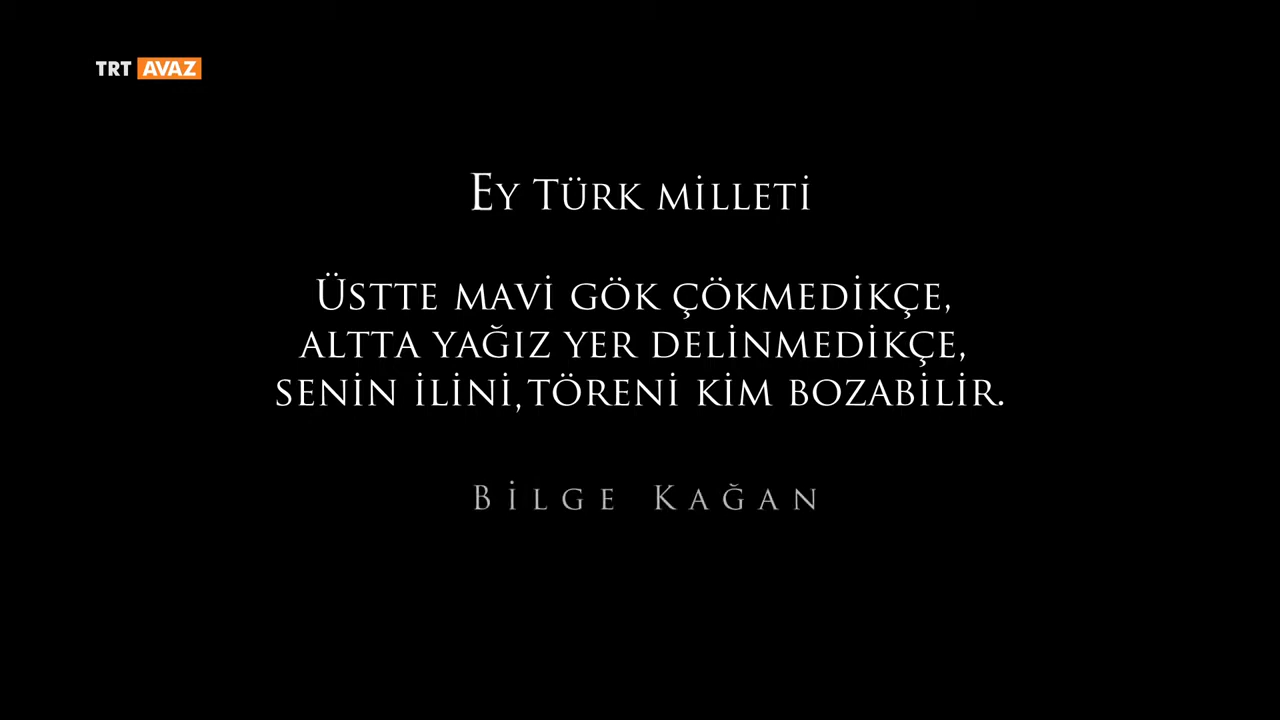 TRT AVAZ
Ey Türk milleti
Üstte mavi gök çökmedikçe,
altta yağız yer delinmedikçe,
senin ilini,töreni kim bozabilir.
Bilge Kağan